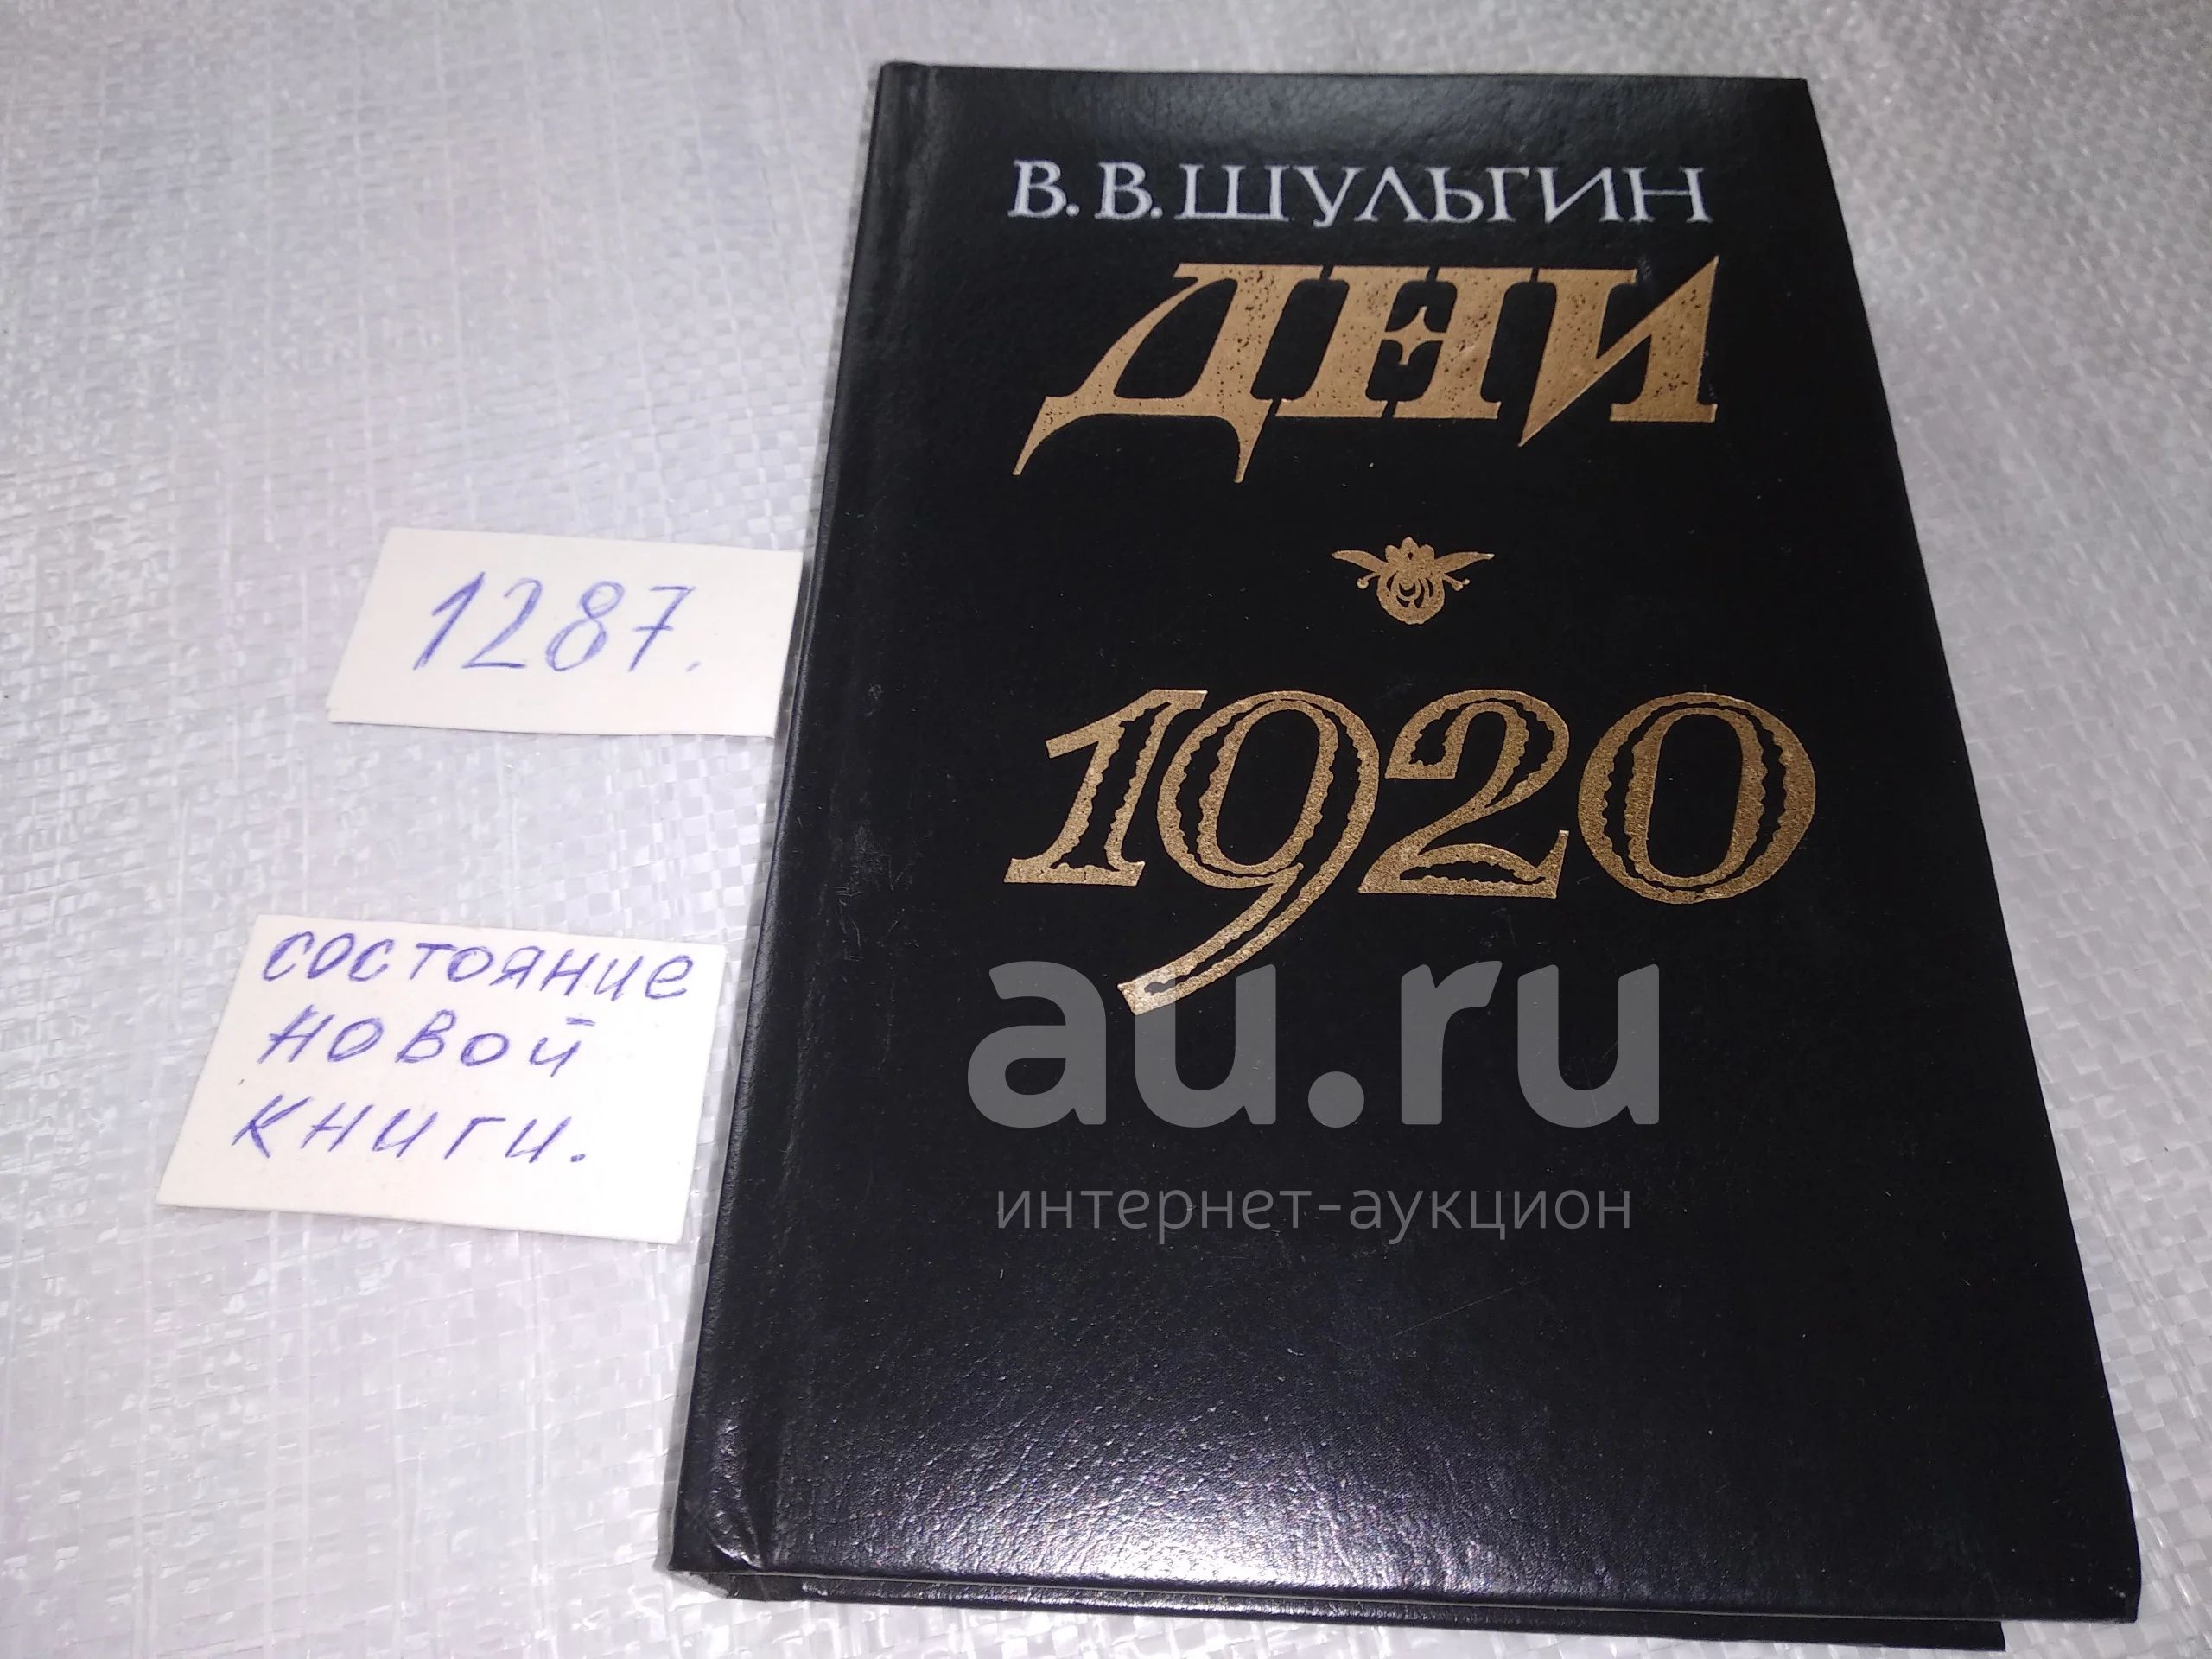 В. В. ШУЛЬГИН
ДНИ
1920
1287.
состояние
новой
книги.
au.ru
интернет-аукцион